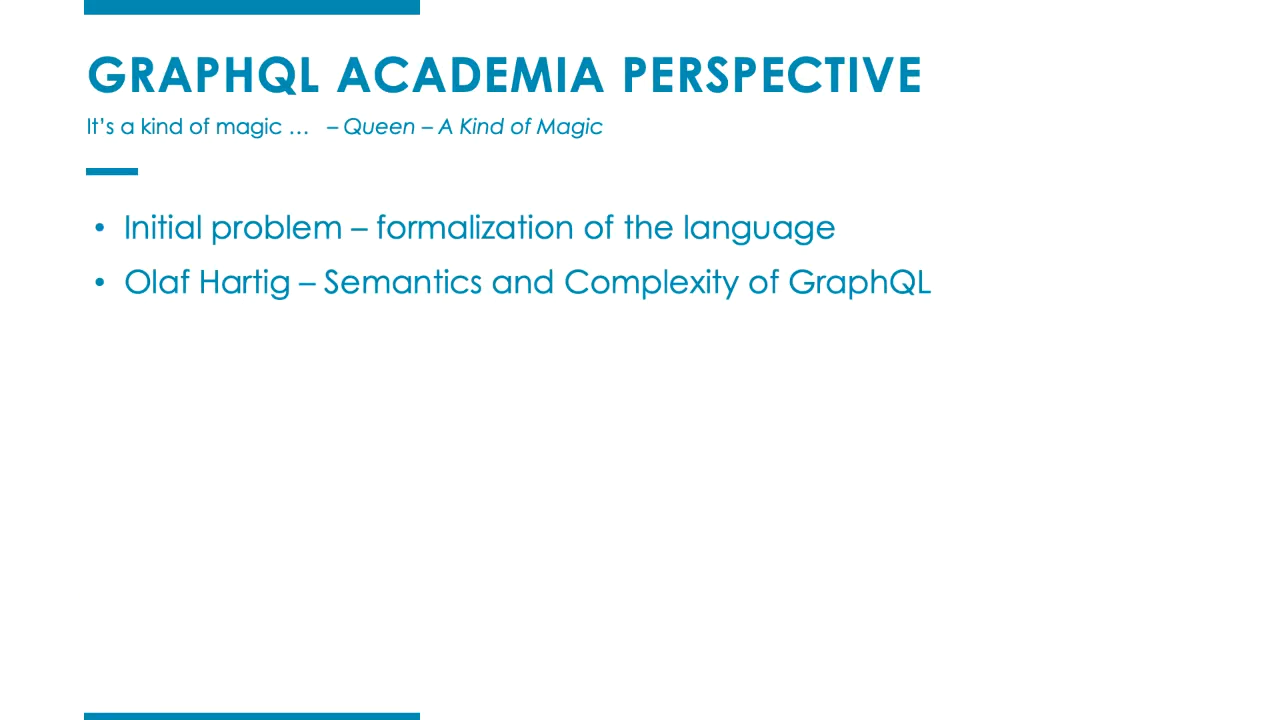 GRAPHQL ACADEMIA PERSPECTIVE
It's a kind of magic … – Queen – A Kind of Magic
• Initial problem – formalization of the language
• Olaf Hartig – Semantics and Complexity of GraphQL